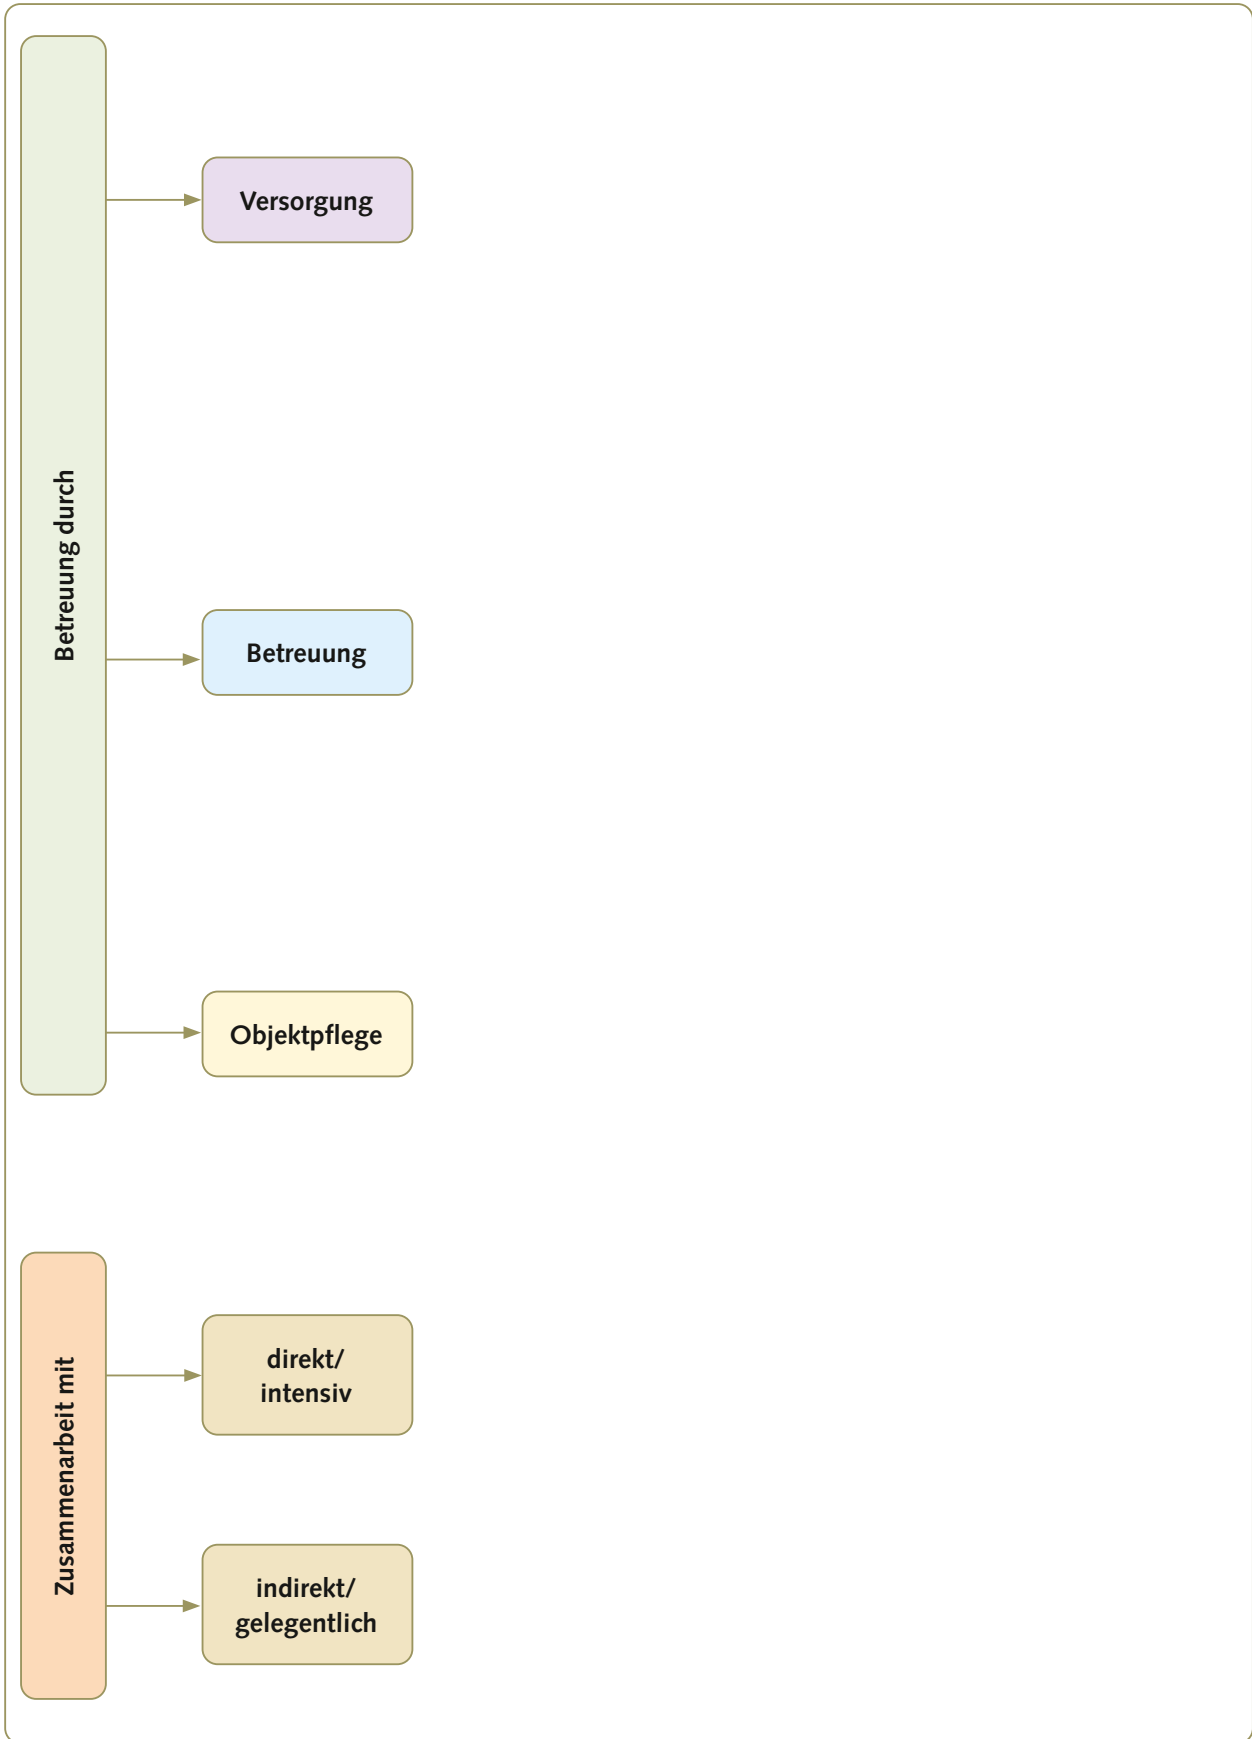 Betreuung durch
Versorgung
Betreuung
Objektpflege
Zusammenarbeit mit
direkt/
intensiv
indirekt/
gelegentlich